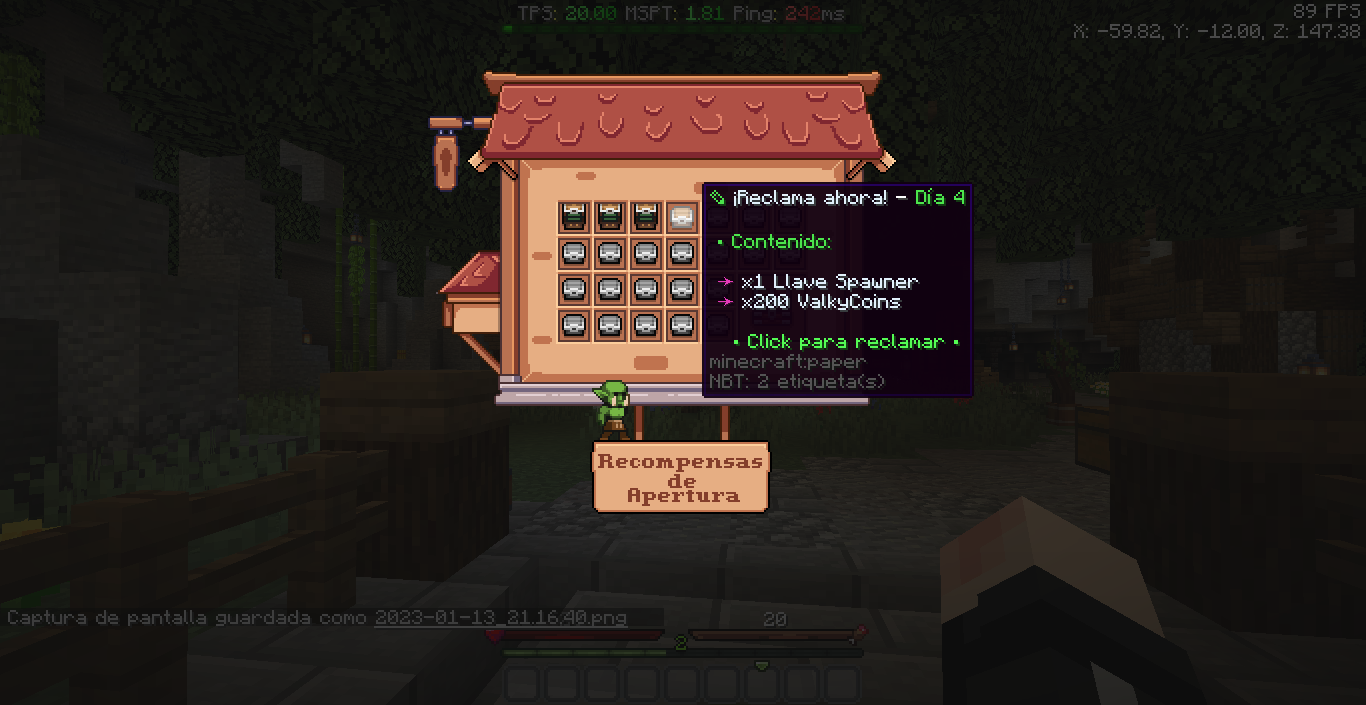 TPS: 20.00 MSPT: 1.81 Ping: 242ms
89 FPS
X: -59.82, Y: -12.00, Z: 147.38
¡Reclama ahora! - Día 4
• Contenido:
→ x1 Llave Spawner
→ x200 ValkyCoins
• Click para reclamar •
minecraft:paper
NBT: 2 etiqueta(s)
Recompensas
de
Apertura
Captura de pantalla guardada como 2023-01-13_21.16.40.png
20
2